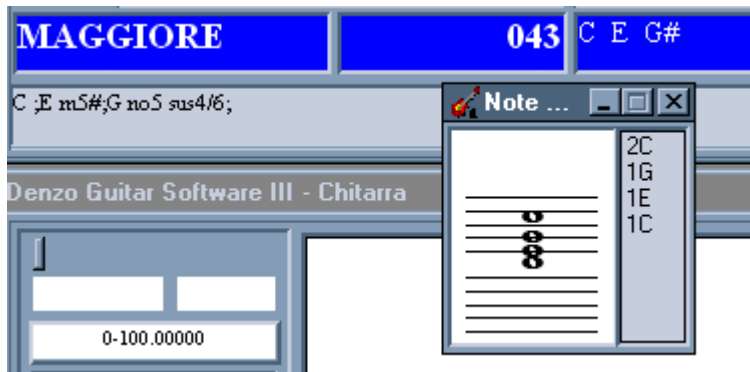 MAGGIORE 043 C E G#
C ;E m5#;G no5 sus4/6;
Note ...
2C
1G
1E
1C
Denzo Guitar Software III - Chitarra
0-100.00000